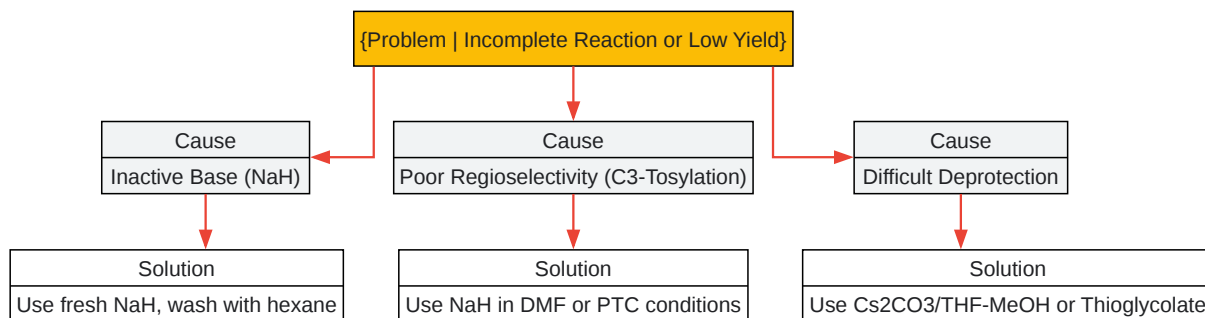 {Problem | Incomplete Reaction or Low Yield}
Cause
Inactive Base (NaH)
Cause
Poor Regioselectivity (C3-Tosylation)
Cause
Difficult Deprotection
Solution
Use fresh NaH, wash with hexane
Solution
Use NaH in DMF or PTC conditions
Solution
Use Cs2CO3/THF-MeOH or Thioglycolate